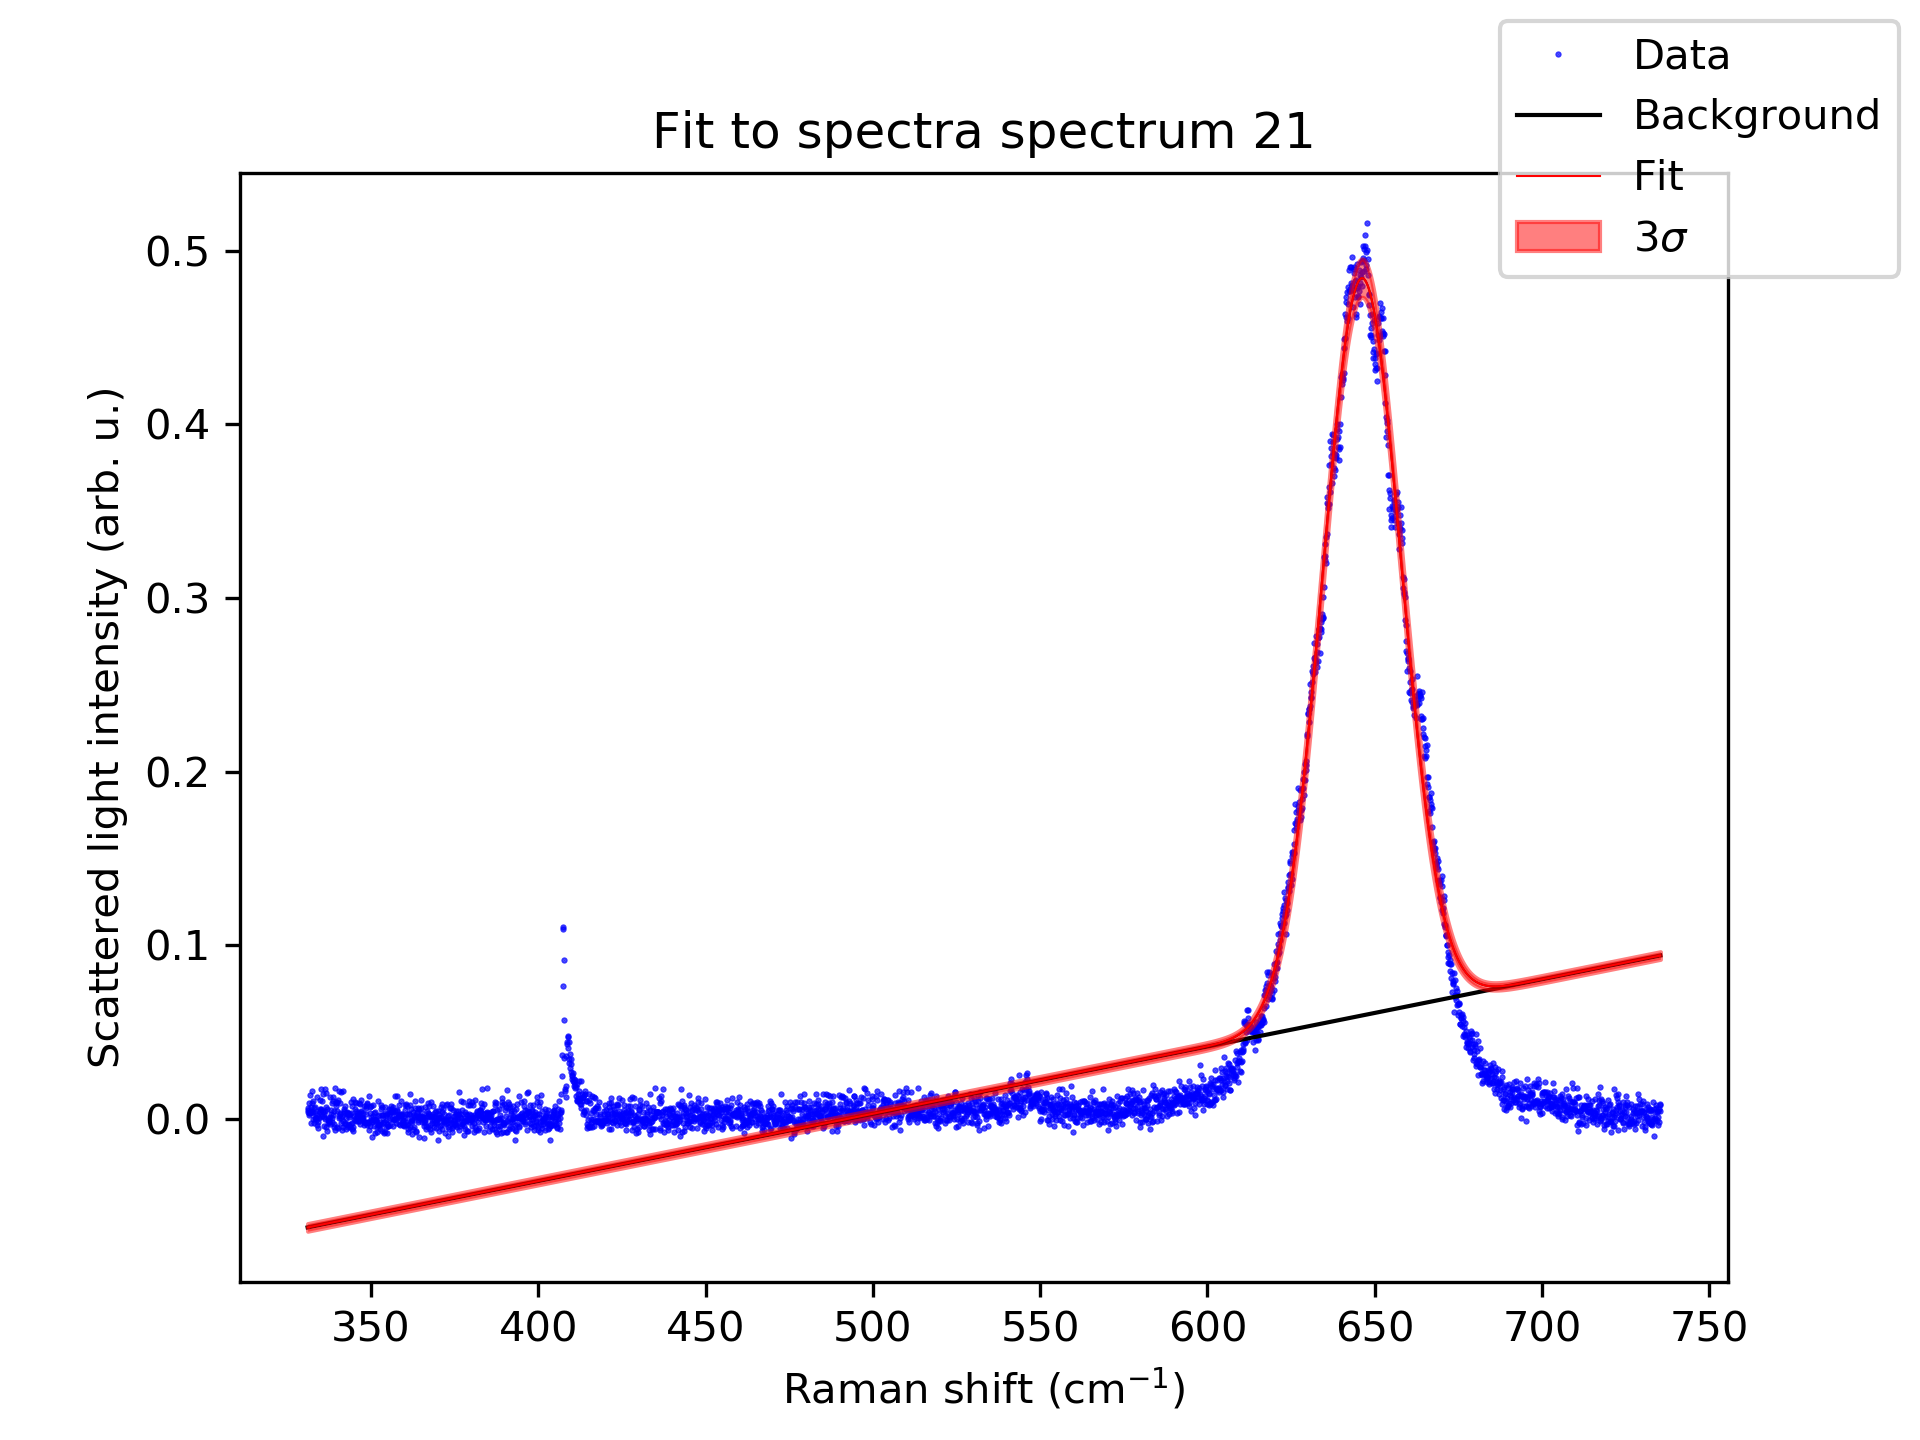 Data
Background
Fit
3σ
Fit to spectra spectrum 21
Scattered light intensity (arb. u.)
0.5
0.4
0.3
0.2
0.1
0.0
350 400 450 500 550 600 650 700 750
Raman shift (cm⁻¹)